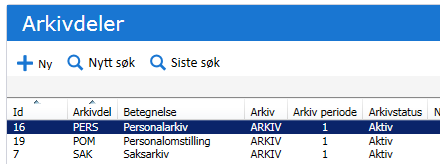 Arkivdeler
Ny Nytt søk Siste søk
Id Arkivdel Betegnelse Arkiv Arkiv periode Arkivstatus N
16 PERS Personalarkiv ARKIV 1 Aktiv
19 POM Personalomstilling ARKIV 1 Aktiv
7 SAK Saksarkiv ARKIV 1 Aktiv